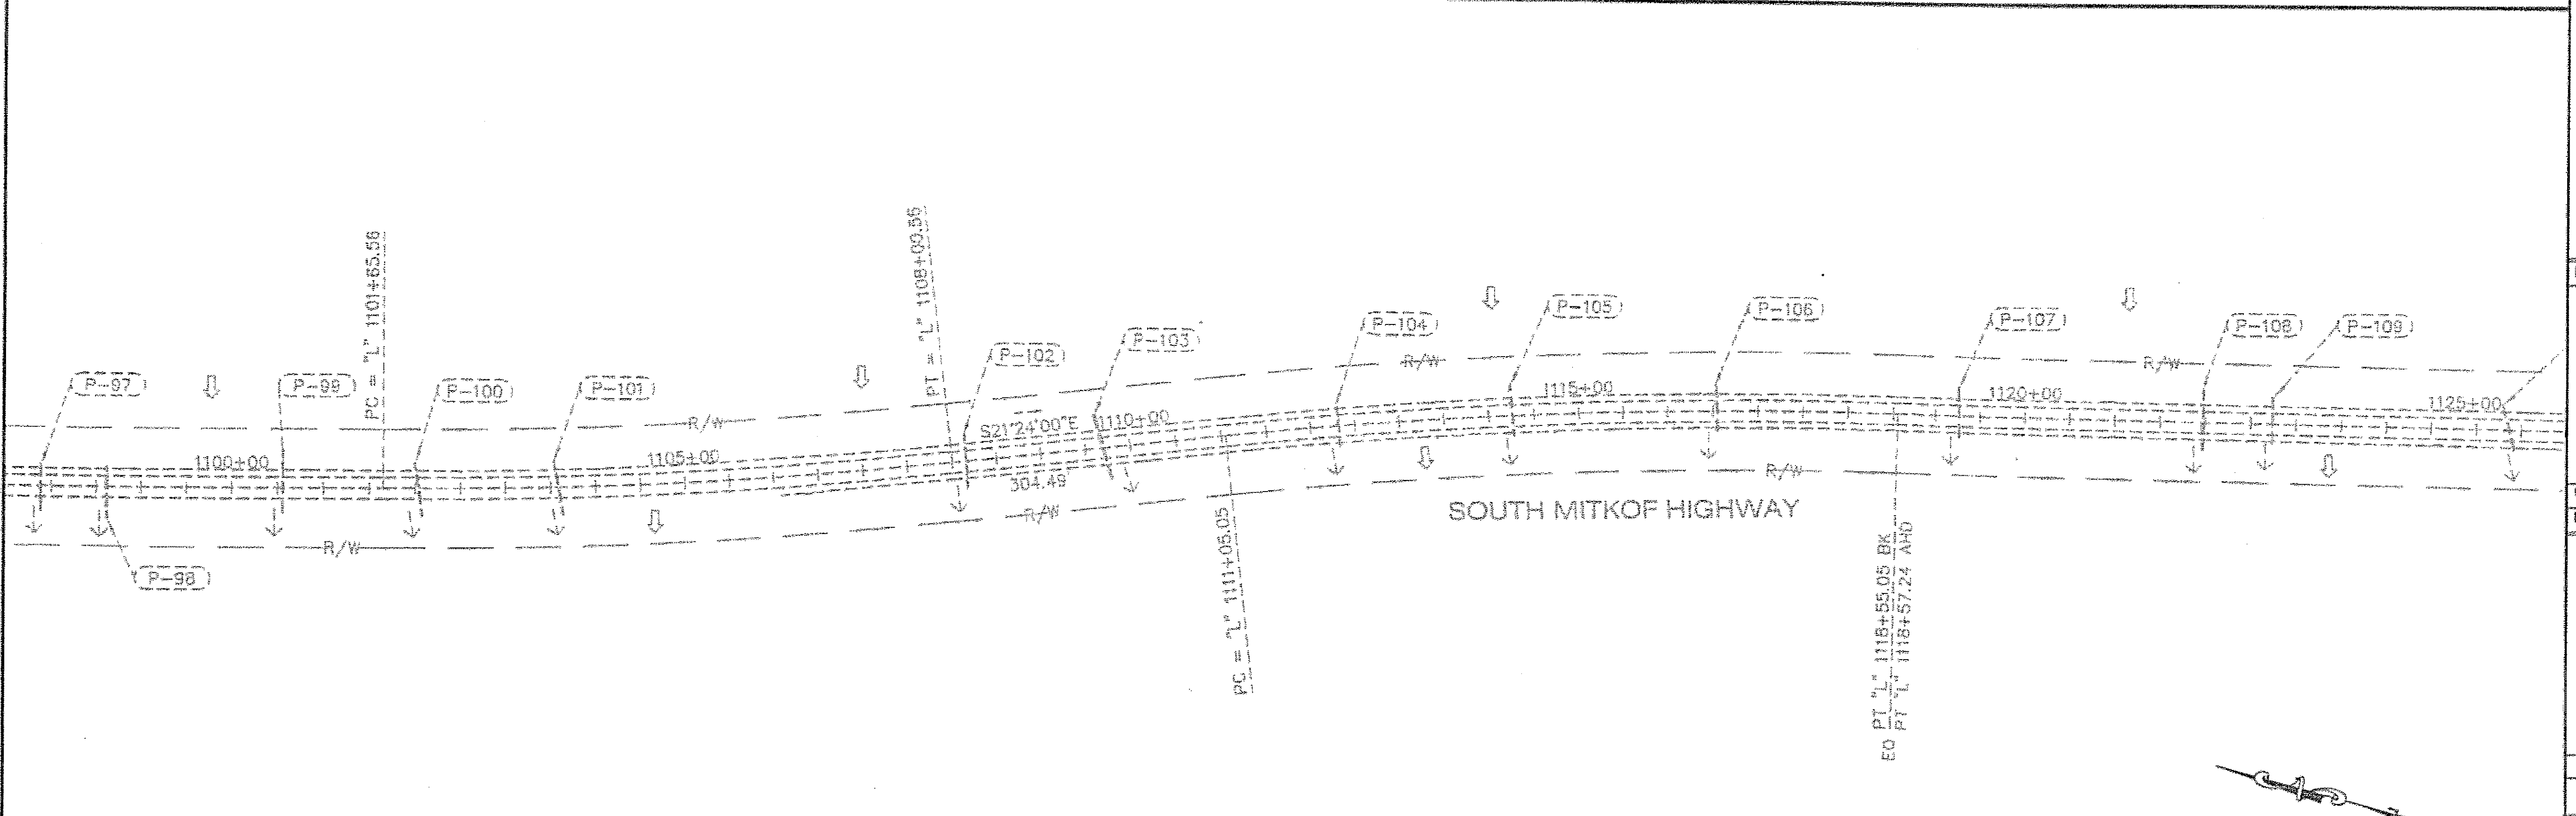 PC = "L" 1101+65.56
PT = "L" 1108+00.56
P-97
P-98
P-99
P-100
P-101
P-102
P-103
P-104
P-105
P-106
P-107
P-108
P-109
R/W
R/W
R/W
R/W
R/W
R/W
1100+00
1105+00
S21°24'00"E
304.49'
1110+00
1115+00
1120+00
1125+00
SOUTH MITKOF HIGHWAY
PC = "L" 1111+05.05
EQ PT "L" 1118+55.05 BK
PT "L" 1118+57.24 AHD